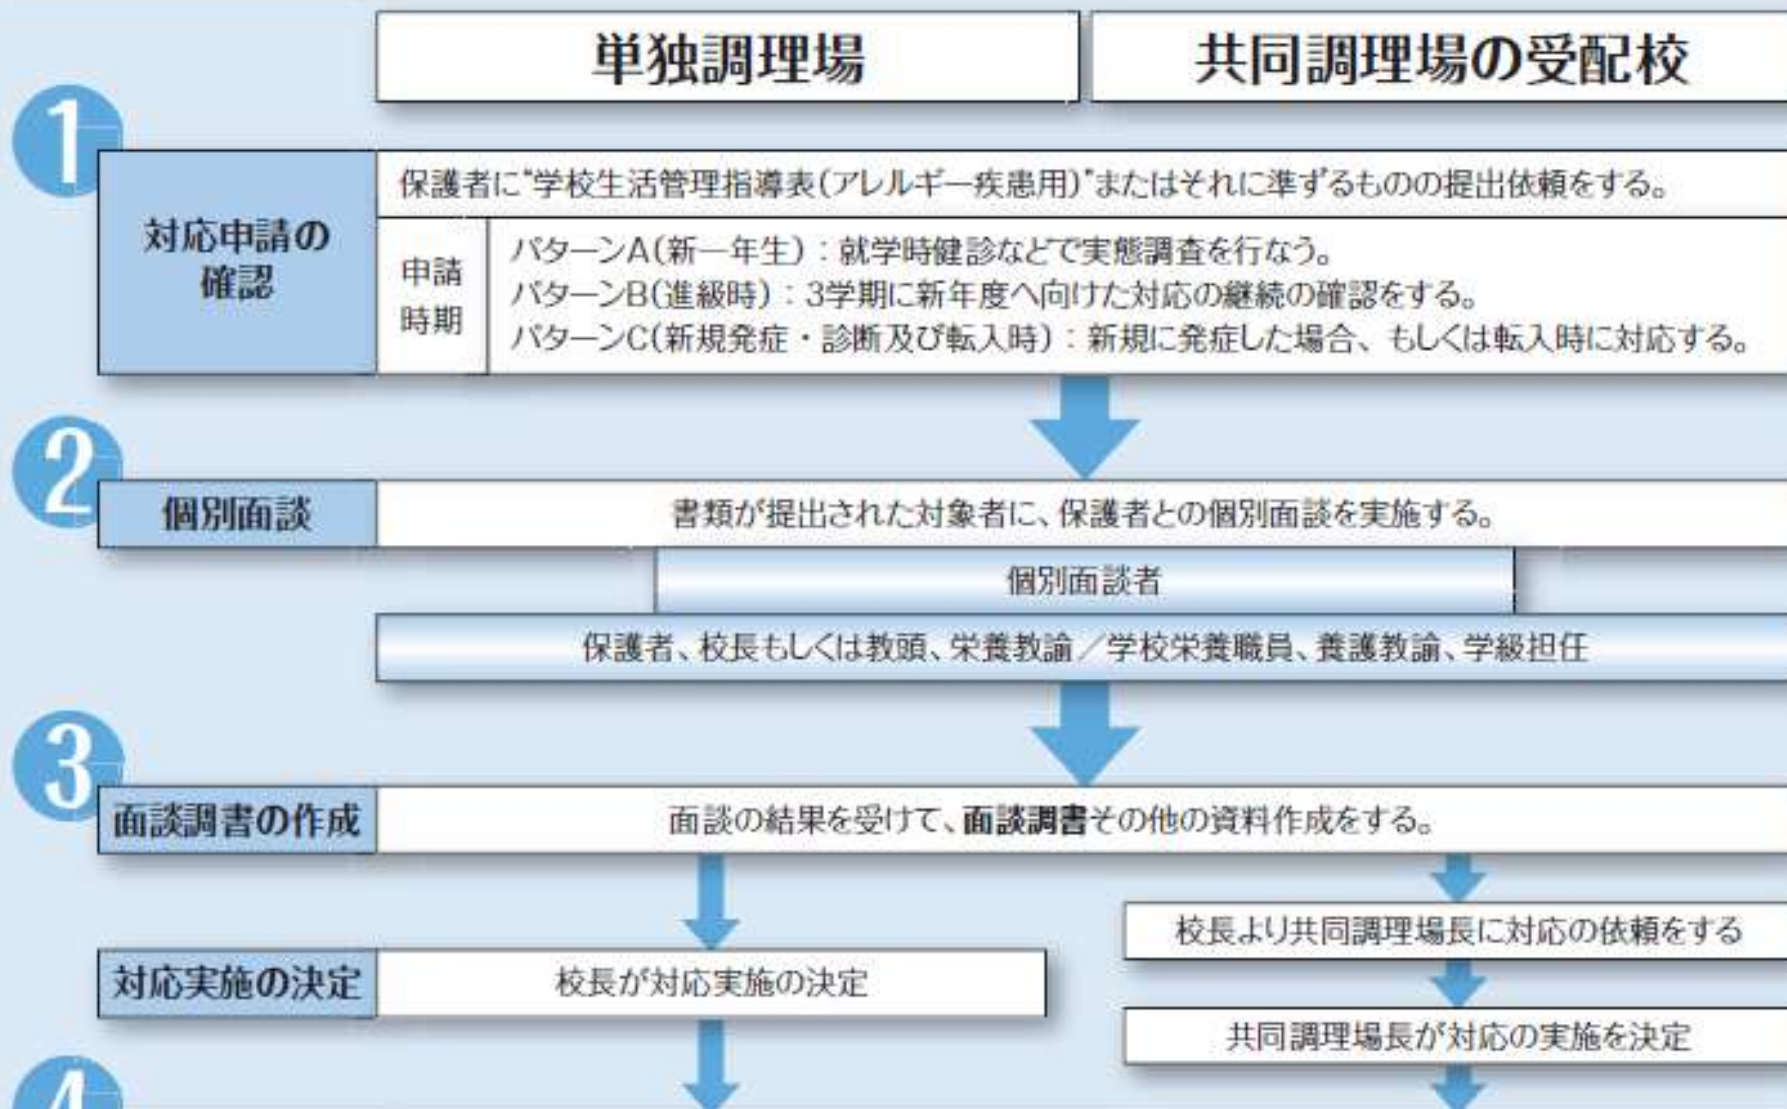 単独調理場
共同調理場の受配校
1
対応申請の
確認
保護者に“学校生活管理指導表(アレルギー疾患用)”またはそれに準ずるものの提出依頼をする。
申請
時期
パターンA(新一年生)：就学時健診などで実態調査を行なう。
パターンB(進級時)：3学期に新年度へ向けた対応の継続の確認をする。
パターンC(新規発症・診断及び転入時)：新規に発症した場合、もしくは転入時に対応する。
2
個別面談
書類が提出された対象者に、保護者との個別面談を実施する。
個別面談者
保護者、校長もしくは教頭、栄養教諭／学校栄養職員、養護教諭、学級担任
3
面談調書の作成
面談の結果を受けて、面談調書その他の資料作成をする。
校長より共同調理場長に対応の依頼をする
対応実施の決定
校長が対応実施の決定
共同調理場長が対応の実施を決定
4